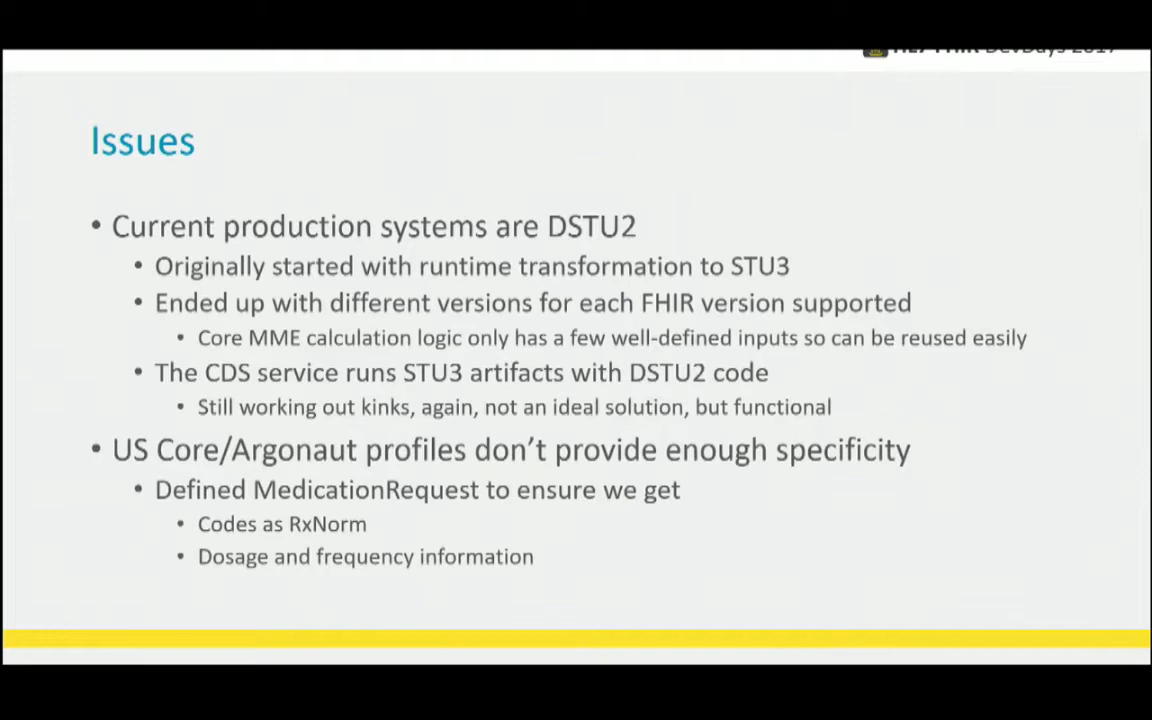 HL7 FHIR DevDays 2017
Issues
• Current production systems are DSTU2
• Originally started with runtime transformation to STU3
• Ended up with different versions for each FHIR version supported
• Core MME calculation logic only has a few well-defined inputs so can be reused easily
• The CDS service runs STU3 artifacts with DSTU2 code
• Still working out kinks, again, not an ideal solution, but functional
• US Core/Argonaut profiles don’t provide enough specificity
• Defined MedicationRequest to ensure we get
• Codes as RxNorm
• Dosage and frequency information